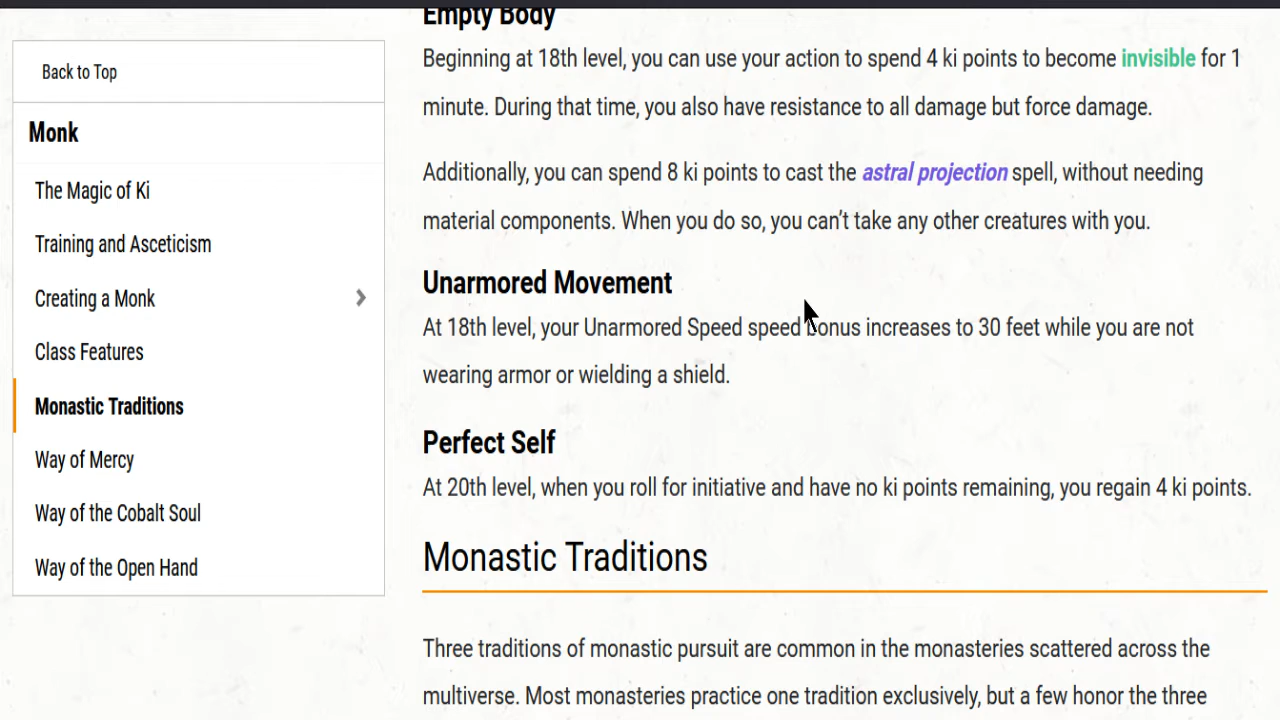 Empty Body
Beginning at 18th level, you can use your action to spend 4 ki points to become invisible for 1
minute. During that time, you also have resistance to all damage but force damage.
Additionally, you can spend 8 ki points to cast the astral projection spell, without needing
material components. When you do so, you can't take any other creatures with you.
Unarmored Movement
At 18th level, your Unarmored Speed speed bonus increases to 30 feet while you are not
wearing armor or wielding a shield.
Perfect Self
At 20th level, when you roll for initiative and have no ki points remaining, you regain 4 ki points.
Monastic Traditions
Three traditions of monastic pursuit are common in the monasteries scattered across the
multiverse. Most monasteries practice one tradition exclusively, but a few honor the three
Back to Top
Monk
The Magic of Ki
Training and Asceticism
Creating a Monk
Class Features
Monastic Traditions
Way of Mercy
Way of the Cobalt Soul
Way of the Open Hand